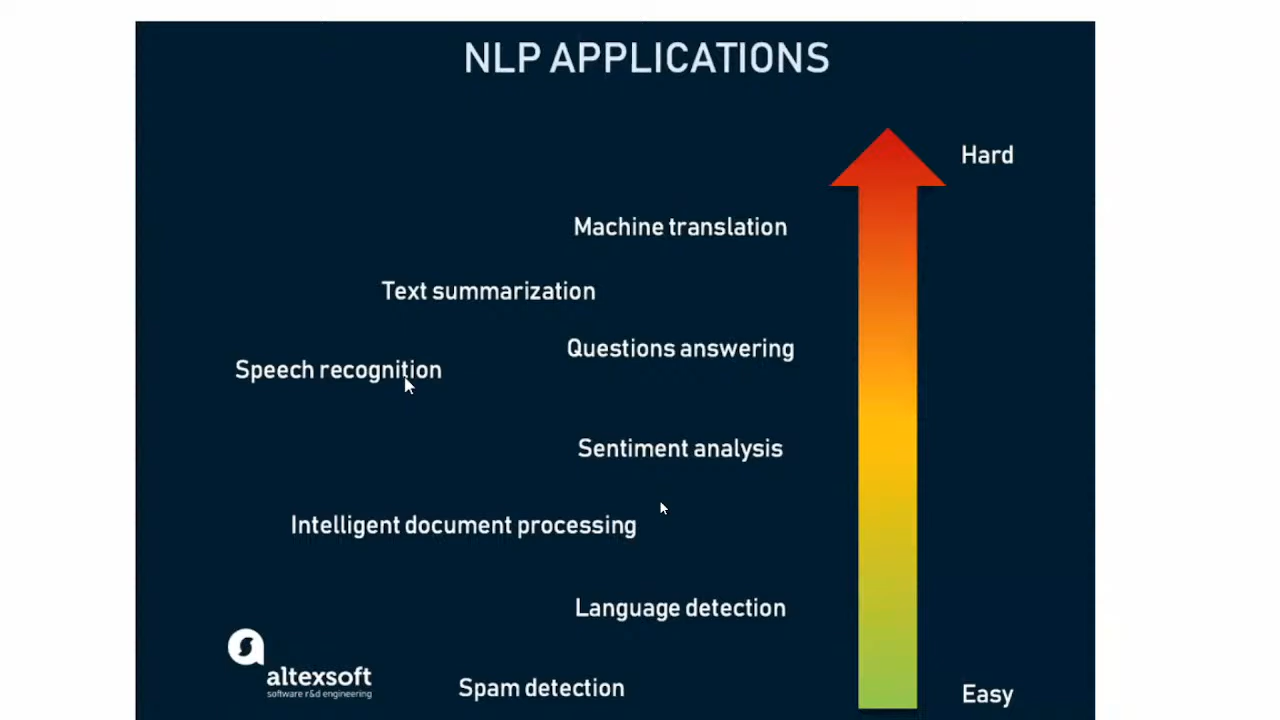 NLP APPLICATIONS
Hard
Machine translation
Text summarization
Questions answering
Speech recognition
Sentiment analysis
Intelligent document processing
Language detection
altexsoft
software r&d engineering
Spam detection
Easy